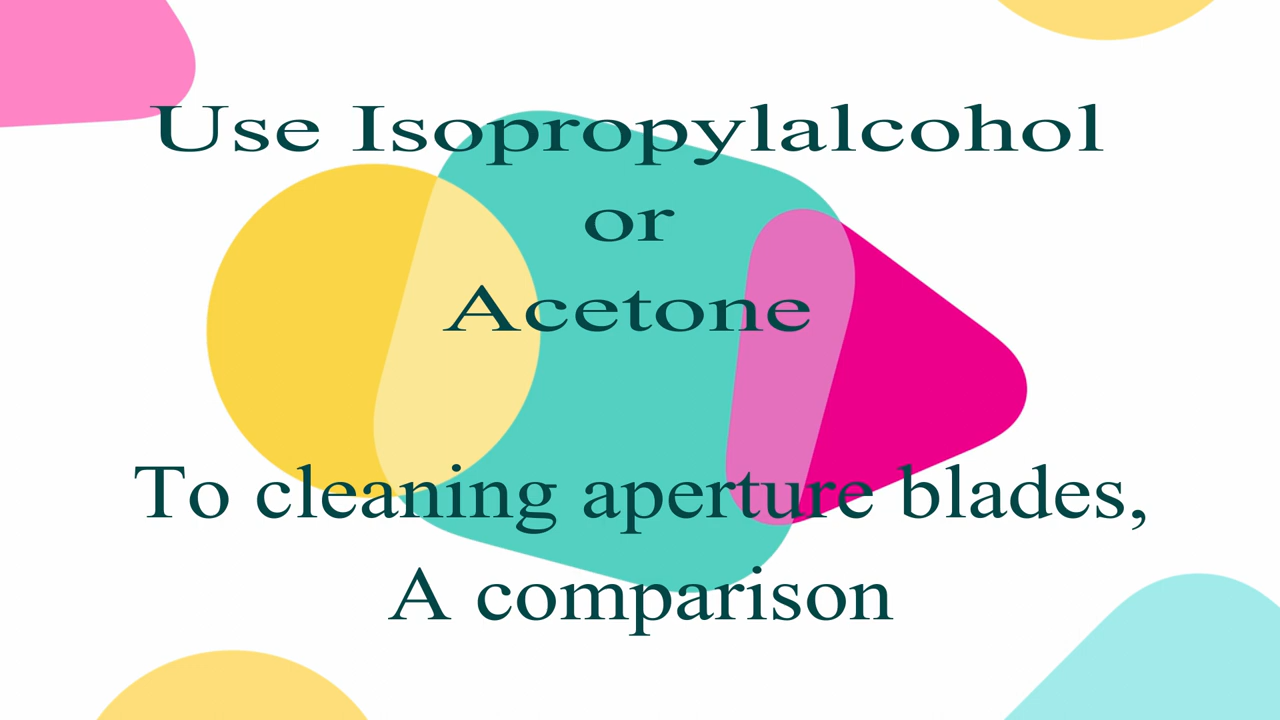 Use Isopropylalcohol
or
Acetone
To cleaning aperture blades,
A comparison